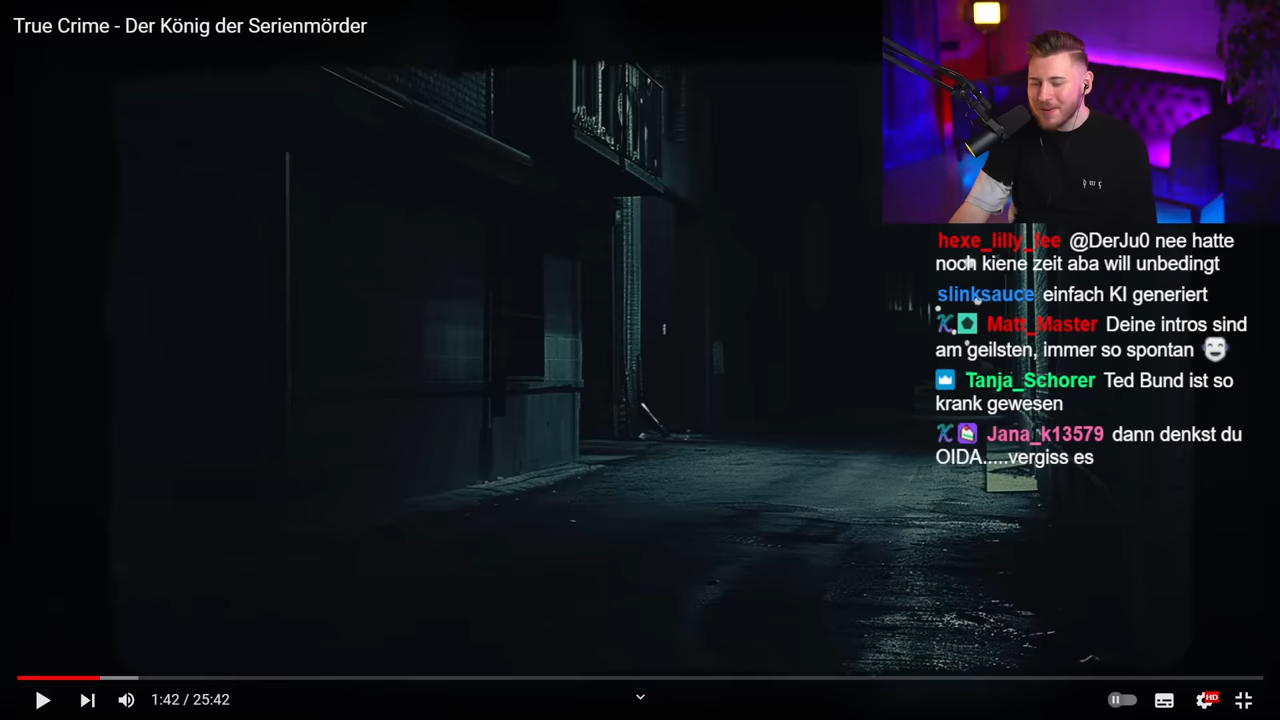 True Crime - Der König der Serienmörder
hexe_lilly_fee @DerJu0 nee hatte
noch kiene zeit aba will unbedingt
slinksauce einfach KI generiert
Matt_Master Deine intros sind
am geilsten, immer so spontan
Tanja_Schorer Ted Bund ist so
krank gewesen
Jana_k13579 dann denkst du
OIDA.....vergiss es
1:42 / 25:42
HD